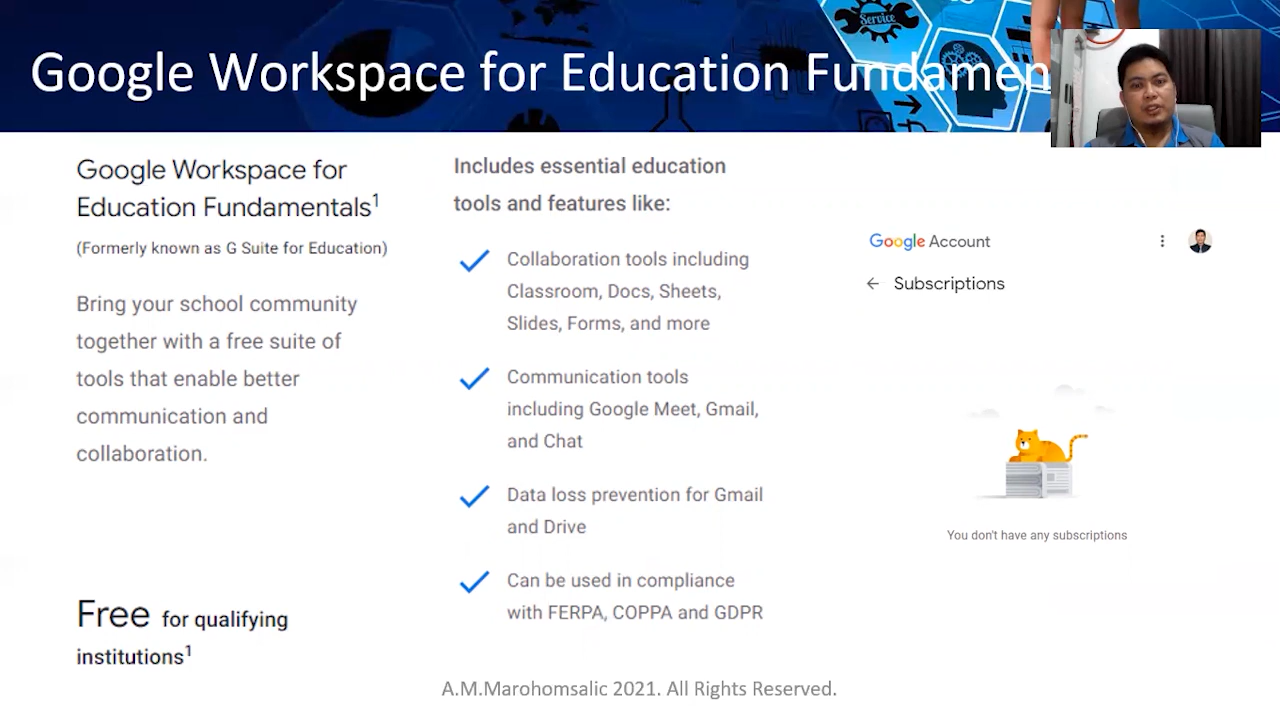 Service
Google Workspace for Education Fundamen
Google Workspace for
Education Fundamentals¹
(Formerly known as G Suite for Education)
Bring your school community
together with a free suite of
tools that enable better
communication and
collaboration.
Free for qualifying
institutions¹
Includes essential education
tools and features like:
Collaboration tools including
Classroom, Docs, Sheets,
Slides, Forms, and more
Communication tools
including Google Meet, Gmail,
and Chat
Data loss prevention for Gmail
and Drive
Can be used in compliance
with FERPA, COPPA and GDPR
Google Account
Subscriptions
You don't have any subscriptions
A.M.Marohomsalic 2021. All Rights Reserved.